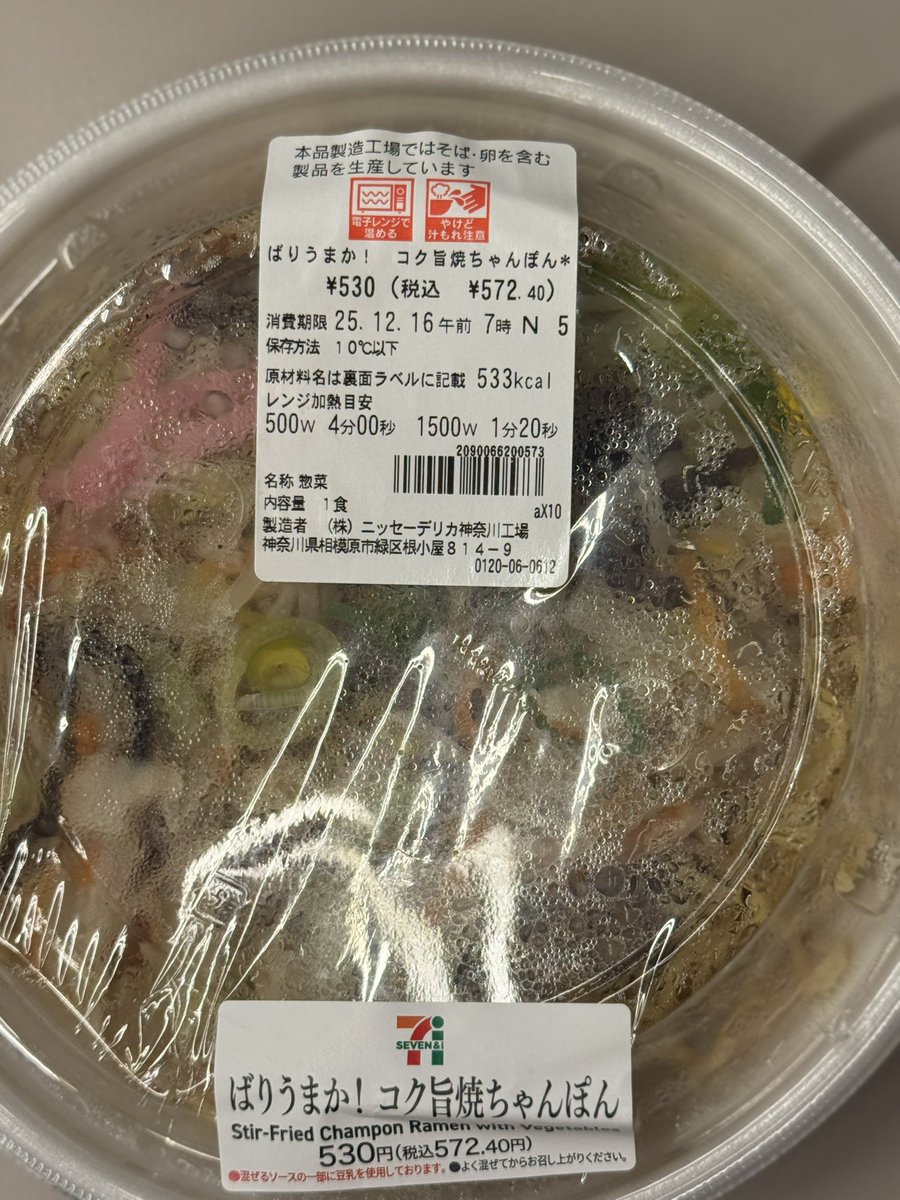 本品製造工場ではそば・卵を含む
製品を生産しています
電子レンジで
温める
やけど
汁もれ注意
ばりうまか! コク旨焼ちゃんぽん*
¥530 (税込 ¥572.40)
消費期限 25.12.16午前 7時 N 5
保存方法 10℃以下
原材料名は裏面ラベルに記載 533kcal
レンジ加熱目安
500W 4分00秒 1500W 1分20秒
2090066200573
名称 惣菜
内容量 1食 aX10
製造者 (株) ニッセーデリカ神奈川工場
神奈川県相模原市緑区根小屋814-9
0120-06-0612
7i
SEVEN&i
ばりうまか! コク旨焼ちゃんぽん
Stir-Fried Champon Ramen with Vegetables
530円(税込572.40円)
●混ぜるソースの一部に豆乳を使用しております。●よく混ぜてからお召し上がりください。